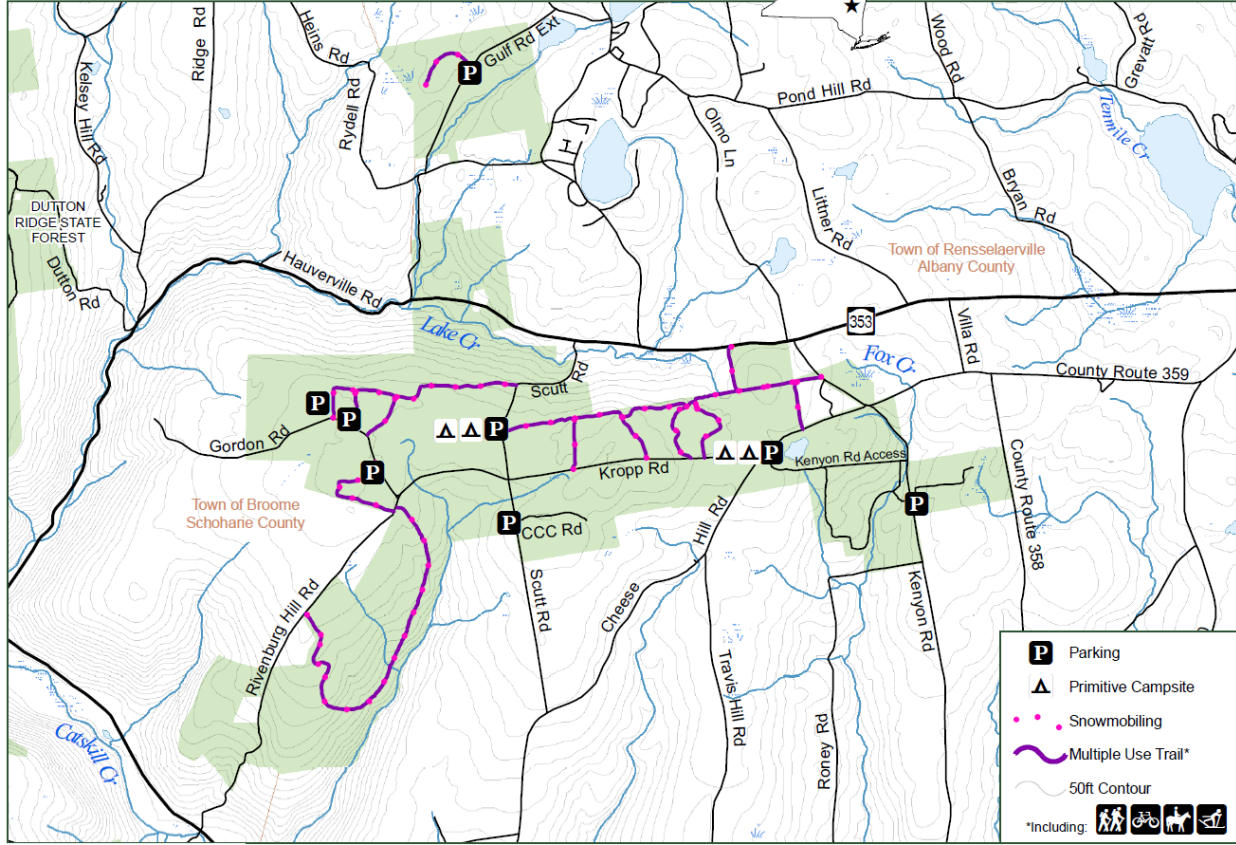 Kelsey Hill Rd
Ridge Rd
Heins Rd
Rydell Rd
P
Gulf Rd Ext
Olmo Ln
Pond Hill Rd
Wood Rd
Grevatt Rd
Tenmile Cr
Littner Rd
Bryan Rd
DUTTON
RIDGE STATE
FOREST
Dutton Rd
Hauverville Rd
Town of Rensselaerville
Albany County
Lake Cr
353
Fox Cr
Villa Rd
County Route 359
Scutt Rd
P
P
P
Gordon Rd
Kropp Rd
P
Kenyon Rd Access
P
Town of Broome
Schoharie County
P
CCC Rd
Hill Rd
P
County Route 358
Scutt Rd
Cheese
Kenyon Rd
Rivenburg Hill Rd
Travis Hill Rd
Roney Rd
Catskill Cr
P Parking
Primitive Campsite
Snowmobiling
Multiple Use Trail*
50ft Contour
*Including: